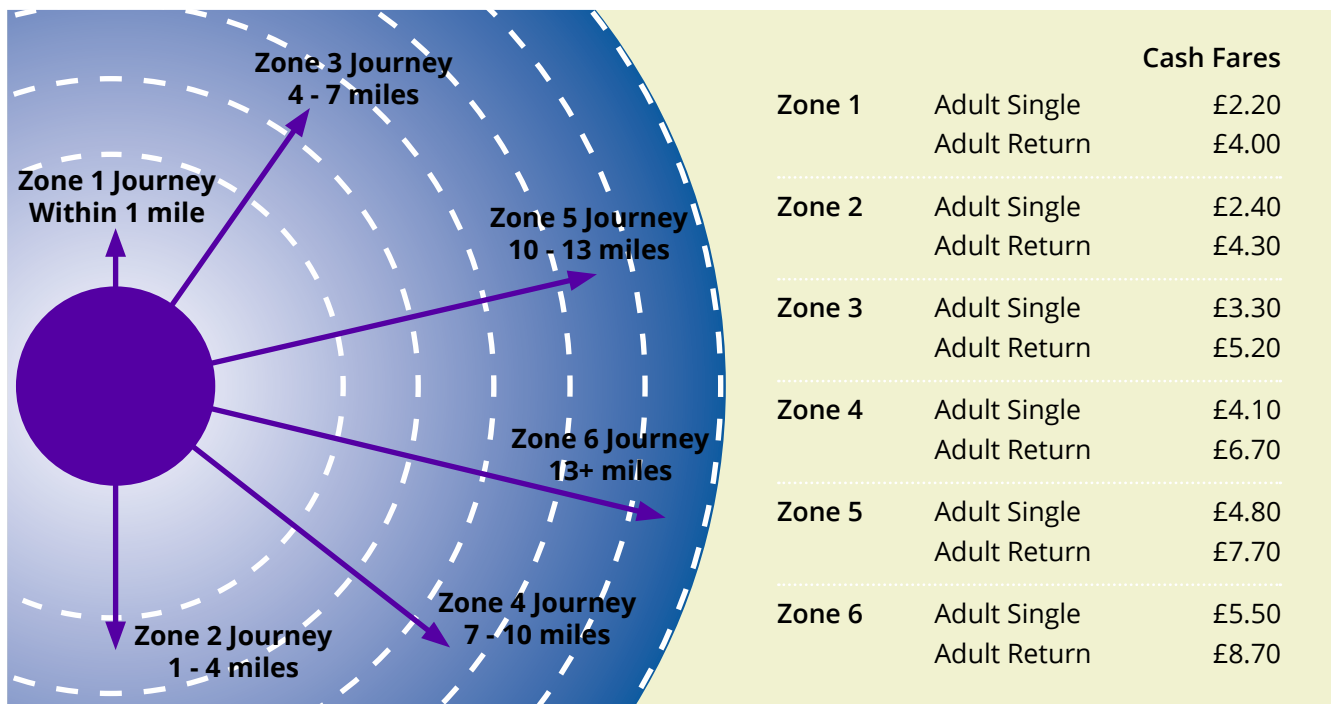 Zone 3 Journey
4 - 7 miles
Zone 1 Journey
Within 1 mile
Zone 5 Journey
10 - 13 miles
Zone 6 Journey
13+ miles
Zone 4 Journey
7 - 10 miles
Zone 2 Journey
1 - 4 miles
Cash Fares
Zone 1 Adult Single £2.20
Adult Return £4.00
Zone 2 Adult Single £2.40
Adult Return £4.30
Zone 3 Adult Single £3.30
Adult Return £5.20
Zone 4 Adult Single £4.10
Adult Return £6.70
Zone 5 Adult Single £4.80
Adult Return £7.70
Zone 6 Adult Single £5.50
Adult Return £8.70